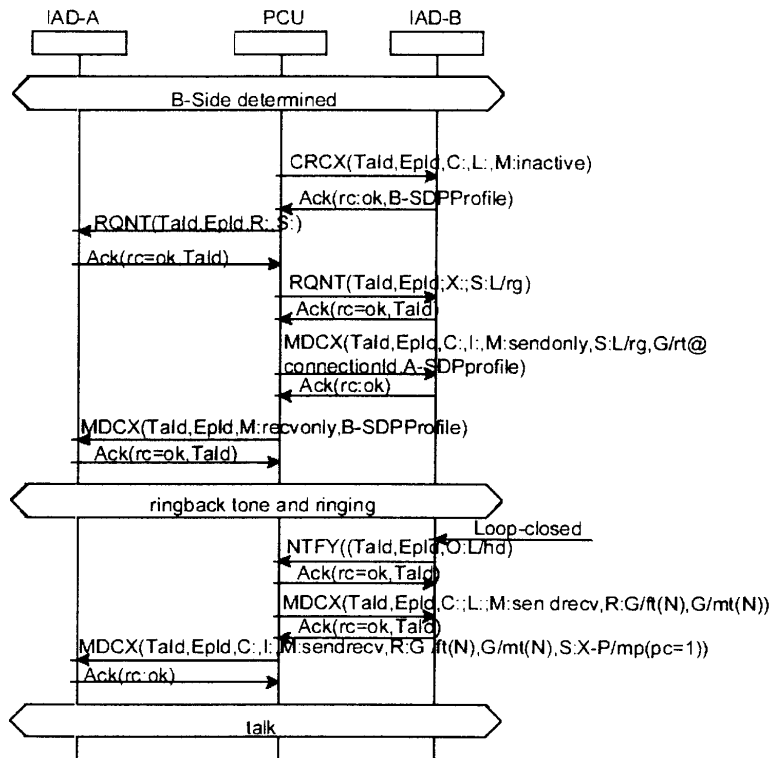 IAD-A PCU IAD-B
B-Side determined
CRCX(TaId,EpId,C:,L:,M:inactive)
Ack(rc:ok,B-SDPProfile)
RQNT(TaId,EpId,R:,S:)
Ack(rc=ok,TaId)
RQNT(TaId,EpId;X:;S:L/rg)
Ack(rc=ok,TaId)
MDCX(TaId,EpId,C:,I:,M:sendonly,S:L/rg,G/rt@
connectionId,A-SDPprofile)
Ack(rc:ok)
MDCX(TaId,EpId,M:recvonly,B-SDPProfile)
Ack(rc=ok,TaId)
ringback tone and ringing
Loop-closed
NTFY((TaId,EpId,O:L/hd)
Ack(rc=ok,TaId)
MDCX(TaId,EpId,C:;L:;M:sen drecv,R:G/ft(N),G/mt(N))
Ack(rc=ok,TaId)
MDCX(TaId,EpId,C:,I:,M:sendrecv,R:G/ft(N),G/mt(N),S:X-P/mp(pc=1))
Ack(rc:ok)
talk